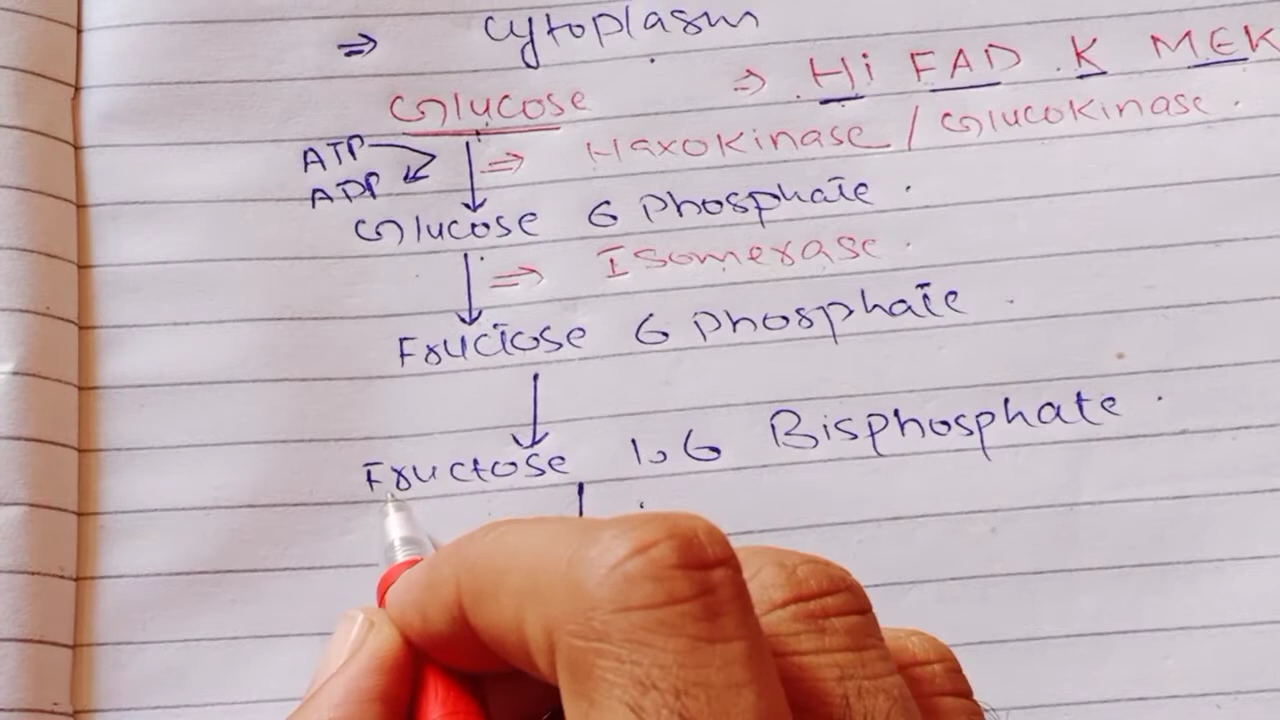 ⇒ Cytoplasm
⇒ Hi FAD K MEK
Glucose
ATP
ADP
⇒ Haxokinase / Glucokinase.
Glucose 6 Phosphate.
⇒ Isomerase.
Fructose 6 Phosphate.
Fructose 1,6 Bisphosphate.